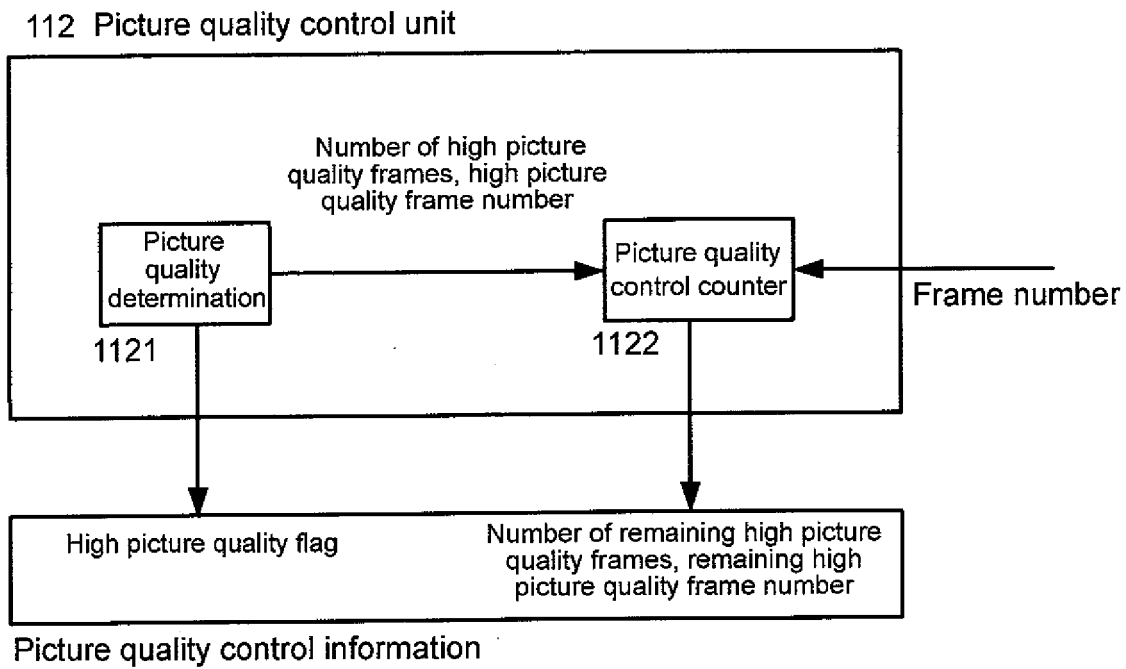 112 Picture quality control unit
Number of high picture
quality frames, high picture
quality frame number
Picture
quality
determination
1121
Picture quality
control counter
1122
Frame number
High picture quality flag
Number of remaining high picture
quality frames, remaining high
picture quality frame number
Picture quality control information